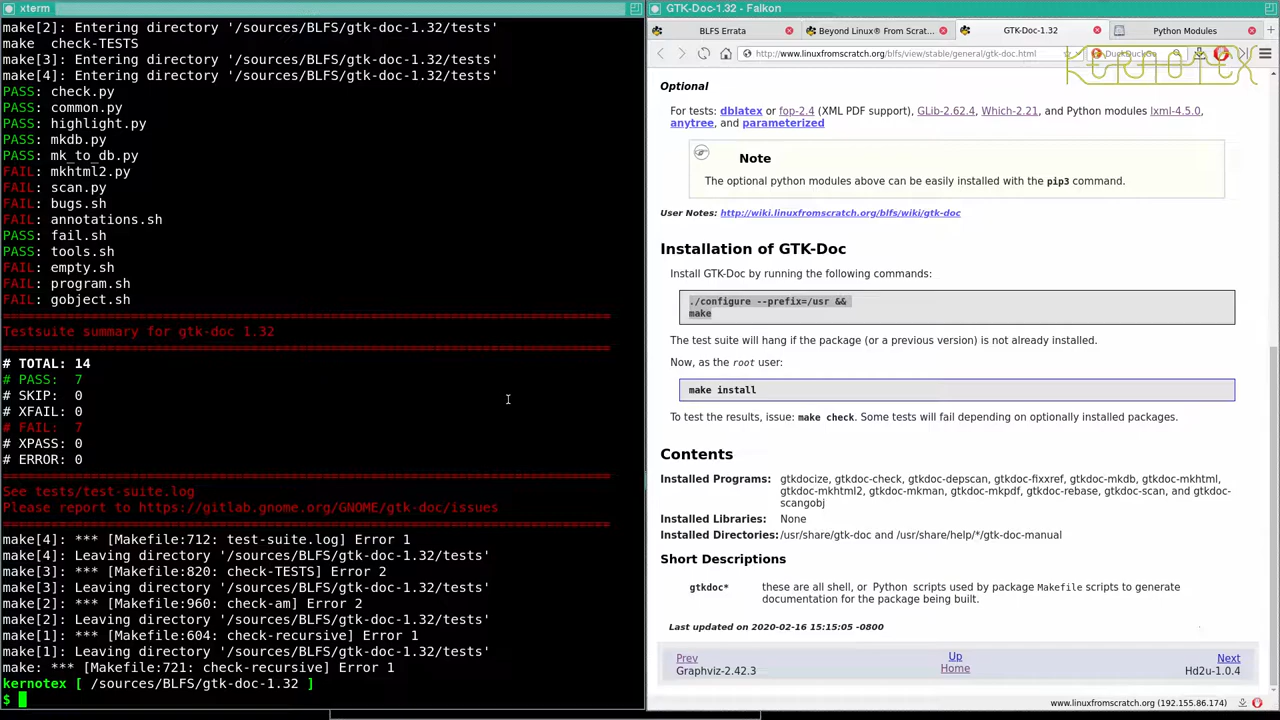 xterm
make[2]: Entering directory '/sources/BLFS/gtk-doc-1.32/tests'
make  check-TESTS
make[3]: Entering directory '/sources/BLFS/gtk-doc-1.32/tests'
make[4]: Entering directory '/sources/BLFS/gtk-doc-1.32/tests'
PASS: check.py
PASS: common.py
PASS: highlight.py
PASS: mkdb.py
PASS: mk_to_db.py
FAIL: mkhtml2.py
FAIL: scan.py
FAIL: bugs.sh
FAIL: annotations.sh
PASS: fail.sh
PASS: tools.sh
FAIL: empty.sh
FAIL: program.sh
FAIL: gobject.sh
Testsuite summary for gtk-doc 1.32
# TOTAL: 14
# PASS:  7
# SKIP:  0
# XFAIL: 0
# FAIL:  7
# XPASS: 0
# ERROR: 0
See tests/test-suite.log
Please report to https://gitlab.gnome.org/GNOME/gtk-doc/issues
make[4]: *** [Makefile:712: test-suite.log] Error 1
make[4]: Leaving directory '/sources/BLFS/gtk-doc-1.32/tests'
make[3]: *** [Makefile:820: check-TESTS] Error 2
make[3]: Leaving directory '/sources/BLFS/gtk-doc-1.32/tests'
make[2]: *** [Makefile:960: check-am] Error 2
make[2]: Leaving directory '/sources/BLFS/gtk-doc-1.32/tests'
make[1]: *** [Makefile:604: check-recursive] Error 1
make[1]: Leaving directory '/sources/BLFS/gtk-doc-1.32/tests'
make: *** [Makefile:721: check-recursive] Error 1
kernotex [ /sources/BLFS/gtk-doc-1.32 ]
$
GTK-Doc-1.32 - Falkon
BLFS Errata
Beyond Linux® From Scrat...
GTK-Doc-1.32
Python Modules
http://www.linuxfromscratch.org/blfs/view/stable/general/gtk-doc.html
DuckDuckGo
KERNOTEX
Optional
For tests: dblatex or fop-2.4 (XML PDF support), GLib-2.62.4, Which-2.21, and Python modules lxml-4.5.0,
anytree, and parameterized
Note
The optional python modules above can be easily installed with the pip3 command.
User Notes: http://wiki.linuxfromscratch.org/blfs/wiki/gtk-doc
Installation of GTK-Doc
Install GTK-Doc by running the following commands:
./configure --prefix=/usr &&
make
The test suite will hang if the package (or a previous version) is not already installed.
Now, as the root user:
make install
To test the results, issue: make check. Some tests will fail depending on optionally installed packages.
Contents
Installed Programs: gtkdocize, gtkdoc-check, gtkdoc-depscan, gtkdoc-fixxref, gtkdoc-mkdb, gtkdoc-mkhtml,
gtkdoc-mkhtml2, gtkdoc-mkman, gtkdoc-mkpdf, gtkdoc-rebase, gtkdoc-scan, and gtkdoc-
scangobj
Installed Libraries: None
Installed Directories: /usr/share/gtk-doc and /usr/share/help/*/gtk-doc-manual
Short Descriptions
gtkdoc* these are all shell, or Python scripts used by package Makefile scripts to generate
documentation for the package being built.
Last updated on 2020-02-16 15:15:05 -0800
Prev Up Next
Graphviz-2.42.3 Home Hd2u-1.0.4
www.linuxfromscratch.org (192.155.86.174)